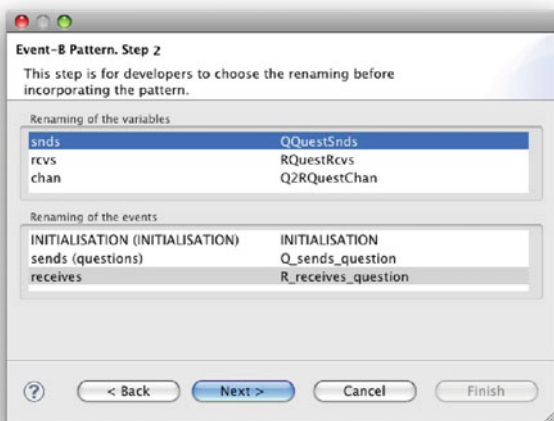 Event-B Pattern. Step 2
This step is for developers to choose the renaming before
incorporating the pattern.
Renaming of the variables
snds QQuestSnds
rcvs RQuestRcvs
chan Q2RQuestChan
Renaming of the events
INITIALISATION (INITIALISATION) INITIALISATION
sends (questions) Q_sends_question
receives R_receives_question
? < Back Next > Cancel Finish